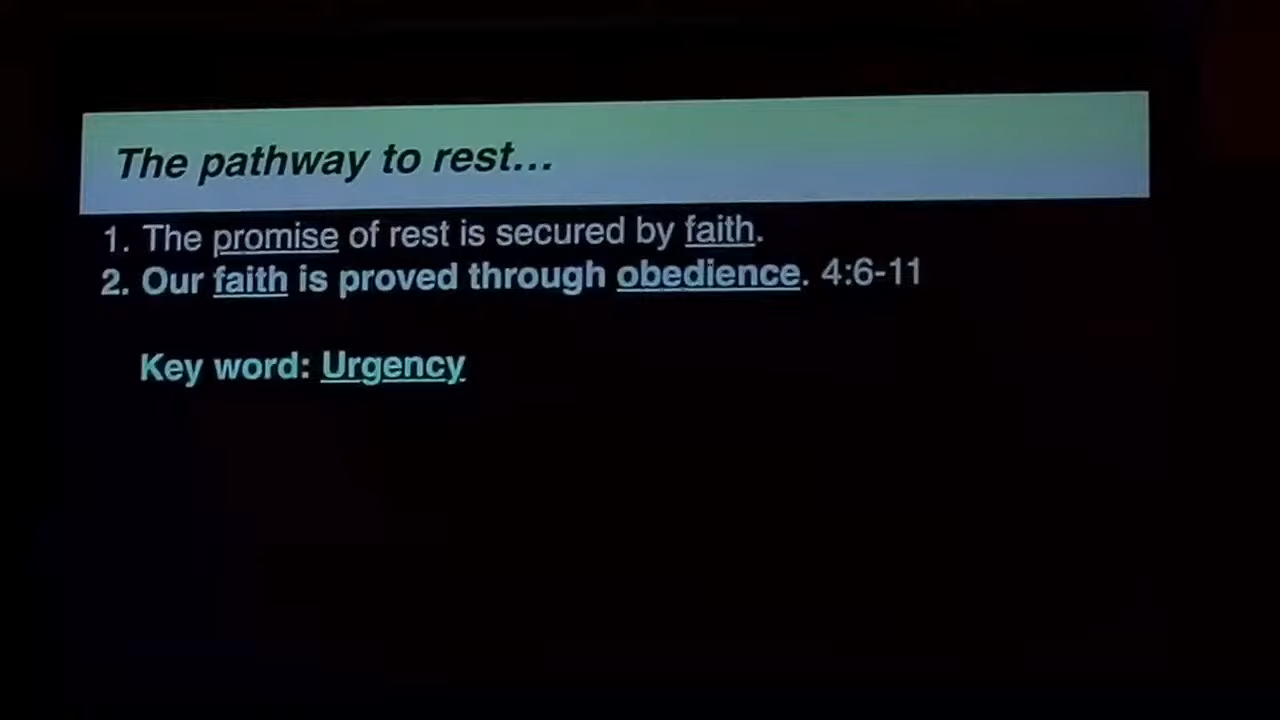 The pathway to rest...
1. The promise of rest is secured by faith.
2. Our faith is proved through obedience. 4:6-11
Key word: Urgency